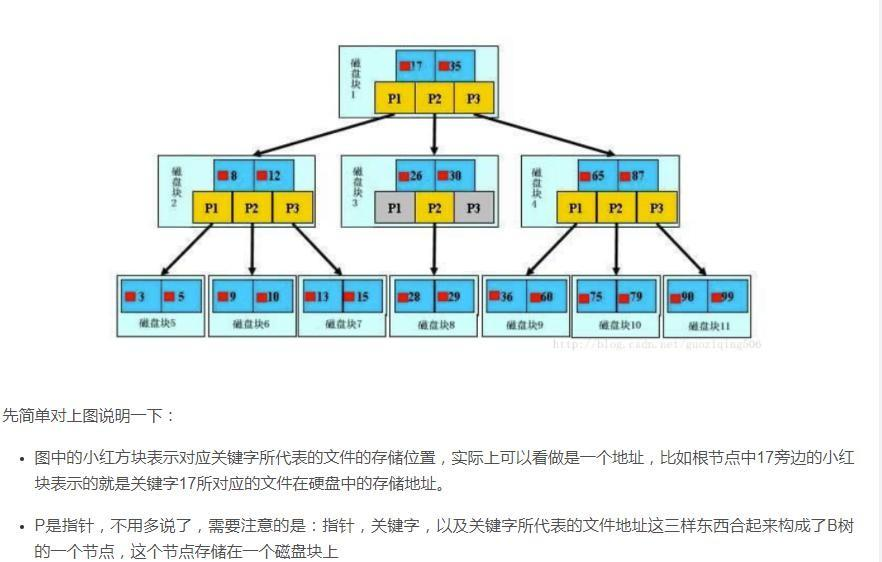 磁盘块1
17 35
P1 P2 P3
磁盘块2
8 12
P1 P2 P3
磁盘块3
26 30
P1 P2 P3
磁盘块4
65 87
P1 P2 P3
3 5
磁盘块5
9 10
磁盘块6
13 15
磁盘块7
28 29
磁盘块8
36 60
磁盘块9
75 79
磁盘块10
90 99
磁盘块11
http://blog.csdn.net/guoziqing506
先简单对上图说明一下：
图中的小红方块表示对应关键字所代表的文件的存储位置，实际上可以看做是一个地址，比如根节点中17旁边的小红
块表示的就是关键字17所对应的文件在硬盘中的存储地址。
P是指针，不用多说了，需要注意的是：指针，关键字，以及关键字所代表的文件地址这三样东西合起来构成了B树
的一个节点，这个节点存储在一个磁盘块上